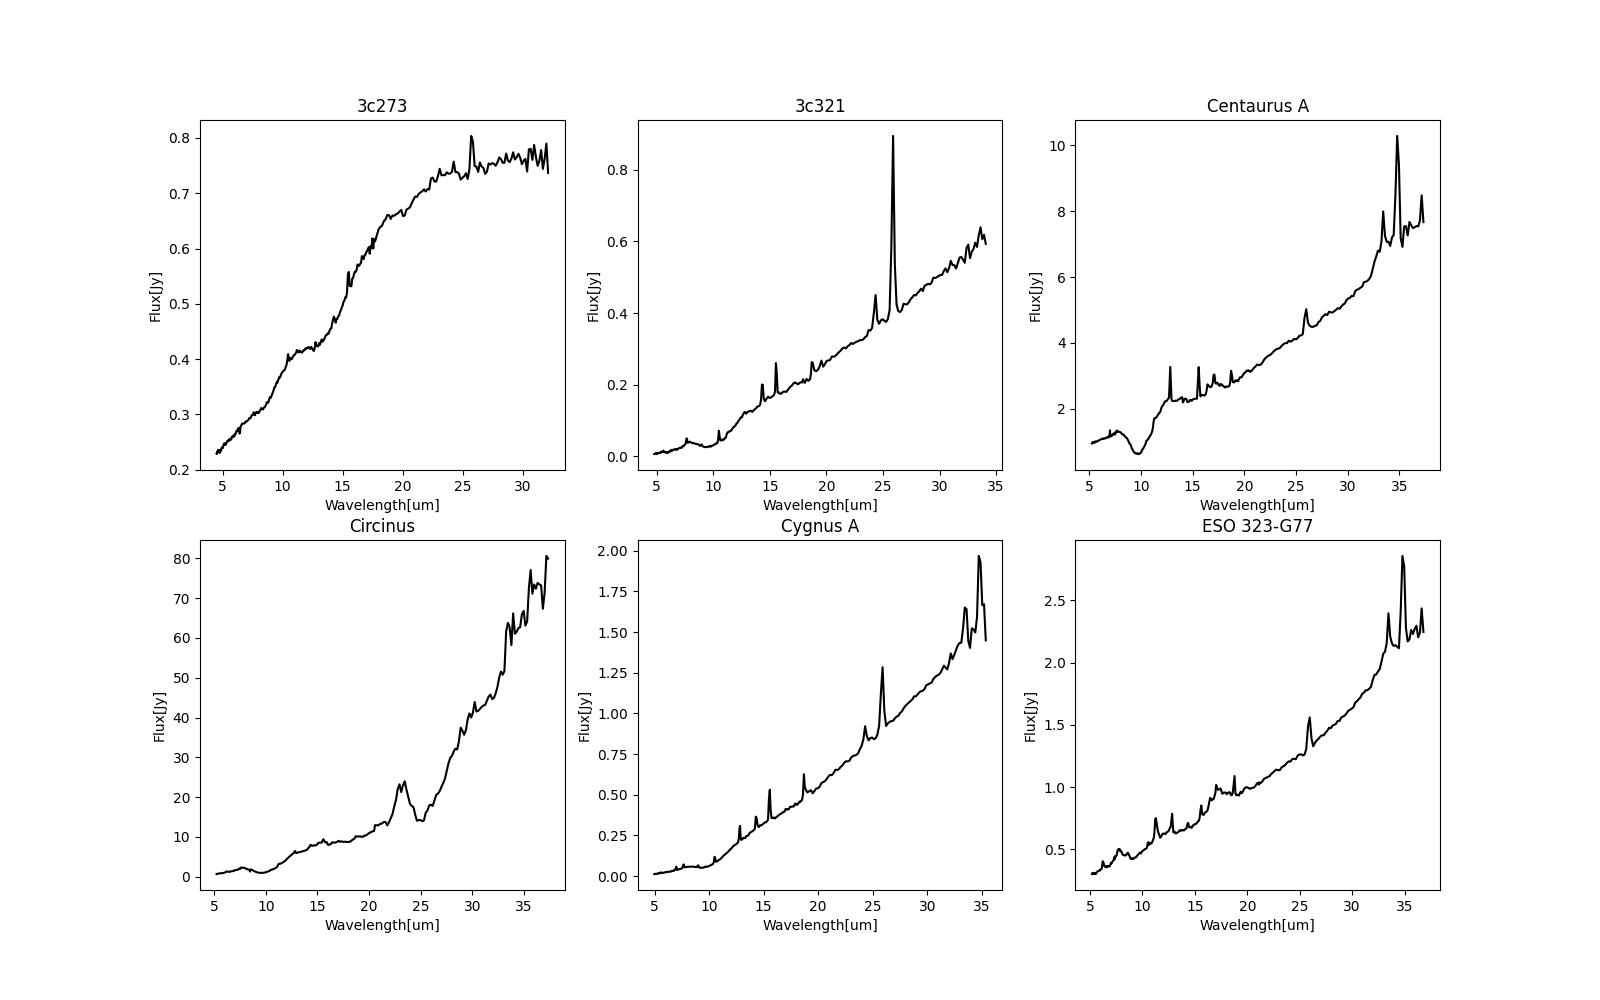 3c273
3c321
Centaurus A
Flux[Jy]
0.8
0.7
0.6
0.5
0.4
0.3
0.2
5 10 15 20 25 30
Wavelength[um]
Flux[Jy]
0.8
0.6
0.4
0.2
0.0
5 10 15 20 25 30 35
Wavelength[um]
Flux[Jy]
10
8
6
4
2
5 10 15 20 25 30 35
Wavelength[um]
Circinus
Cygnus A
ESO 323-G77
Flux[Jy]
80
70
60
50
40
30
20
10
0
5 10 15 20 25 30 35
Wavelength[um]
Flux[Jy]
2.00
1.75
1.50
1.25
1.00
0.75
0.50
0.25
0.00
5 10 15 20 25 30 35
Wavelength[um]
Flux[Jy]
2.5
2.0
1.5
1.0
0.5
5 10 15 20 25 30 35
Wavelength[um]